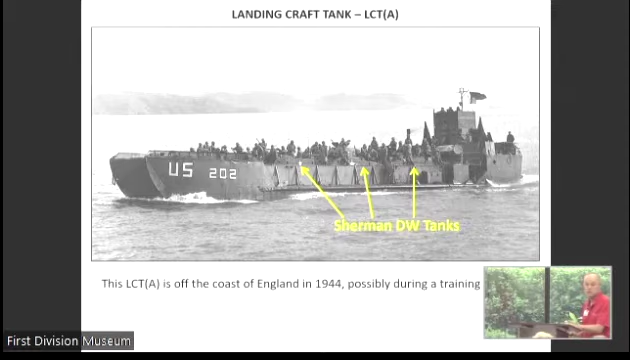 LANDING CRAFT TANK – LCT(A)
US 202
Sherman DW Tanks
This LCT(A) is off the coast of England in 1944, possibly during a training
First Division Museum